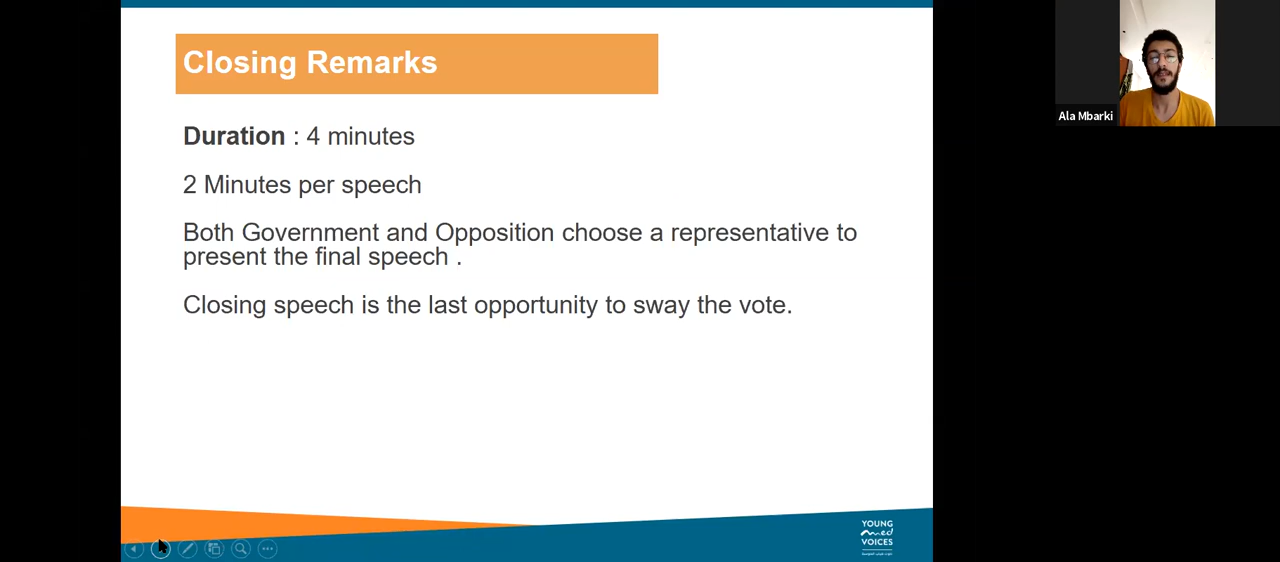 Closing Remarks
Duration : 4 minutes
2 Minutes per speech
Both Government and Opposition choose a representative to
present the final speech .
Closing speech is the last opportunity to sway the vote.
Ala Mbarki
YOUNG
med
VOICES